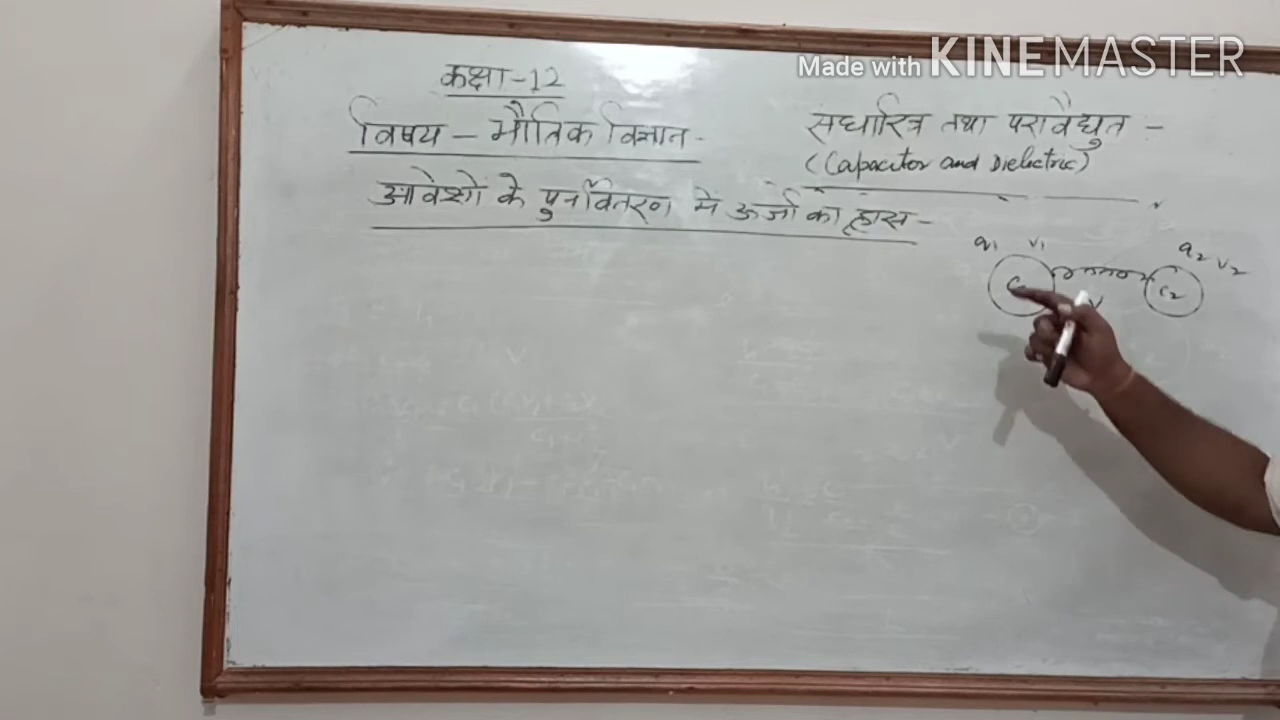 Made with KINEMASTER
कक्षा-12
विषय - भौतिक विज्ञान -
संधारित्र तथा परावैद्युत -
(Capacitor and Dielectric)
आवेशों के पुनर्वितरण में ऊर्जा का ह्रास -
q₁ V₁ q₂ V₂
C₂
V